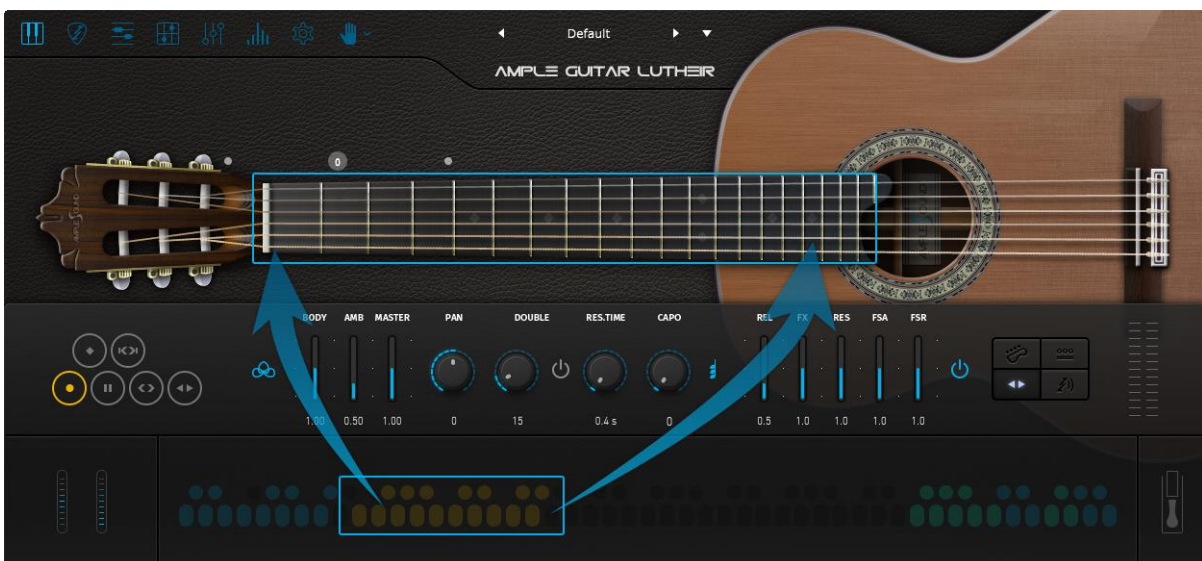 Default
AMPLE GUITAR LUTHEIR
0
BODY AMB MASTER PAN DOUBLE RES.TIME CAPO REL FX RES FSA FSR
1.00 0.50 1.00 0 15 0.4 s 0 0.5 1.0 1.0 1.0 1.0